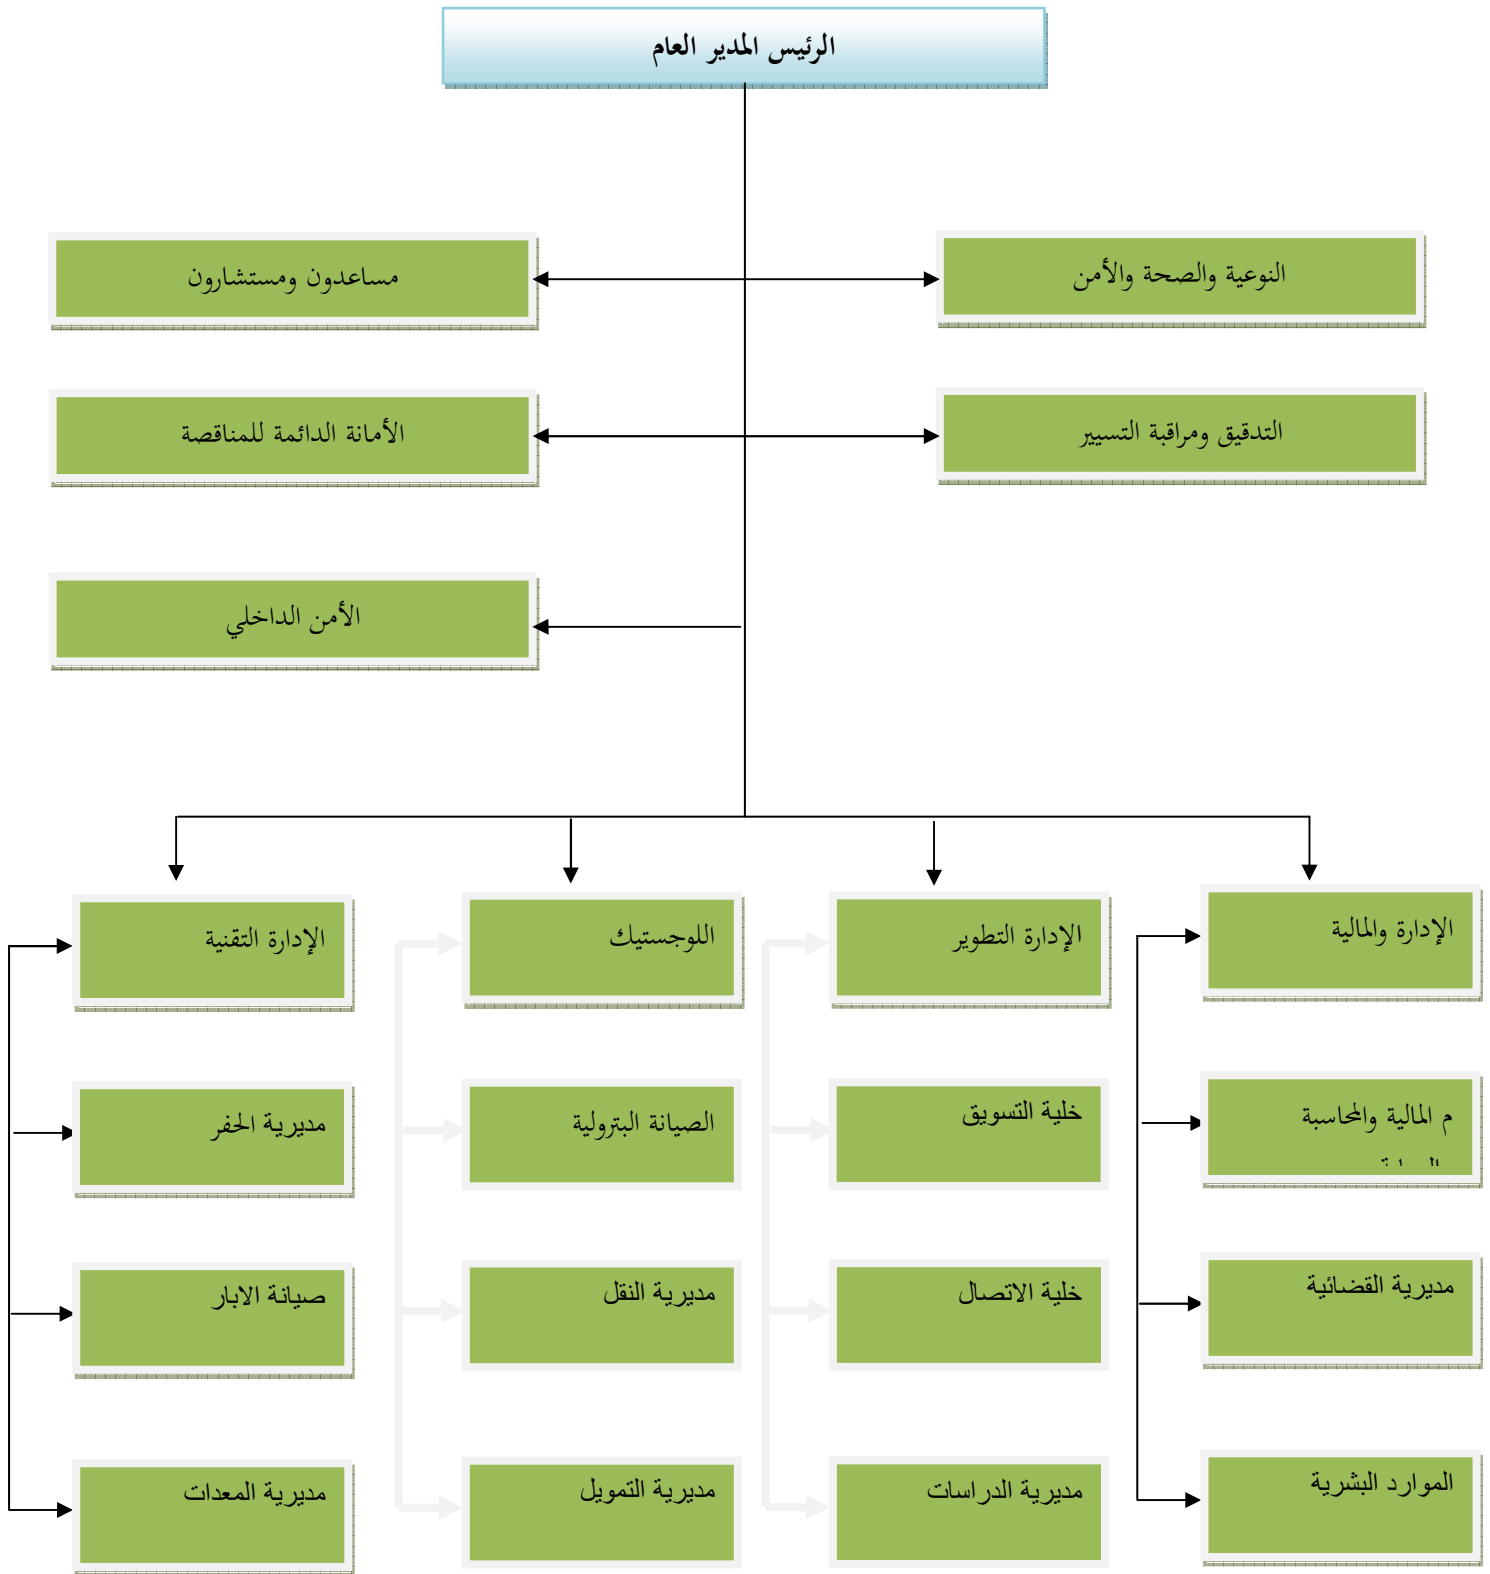 الرئيس المدير العام
النوعية والصحة والأمن
مساعدون ومستشارون
التدقيق ومراقبة التسيير
الأمانة الدائمة للمناقصة
الأمن الداخلي
الإدارة والمالية
الإدارة التطوير
اللوجستيك
الإدارة التقنية
م المالية والمحاسبة
خلية التسويق
الصيانة البترولية
مديرية الحفر
مديرية القضائية
خلية الاتصال
مديرية النقل
صيانة الابار
الموارد البشرية
مديرية الدراسات
مديرية التمويل
مديرية المعدات